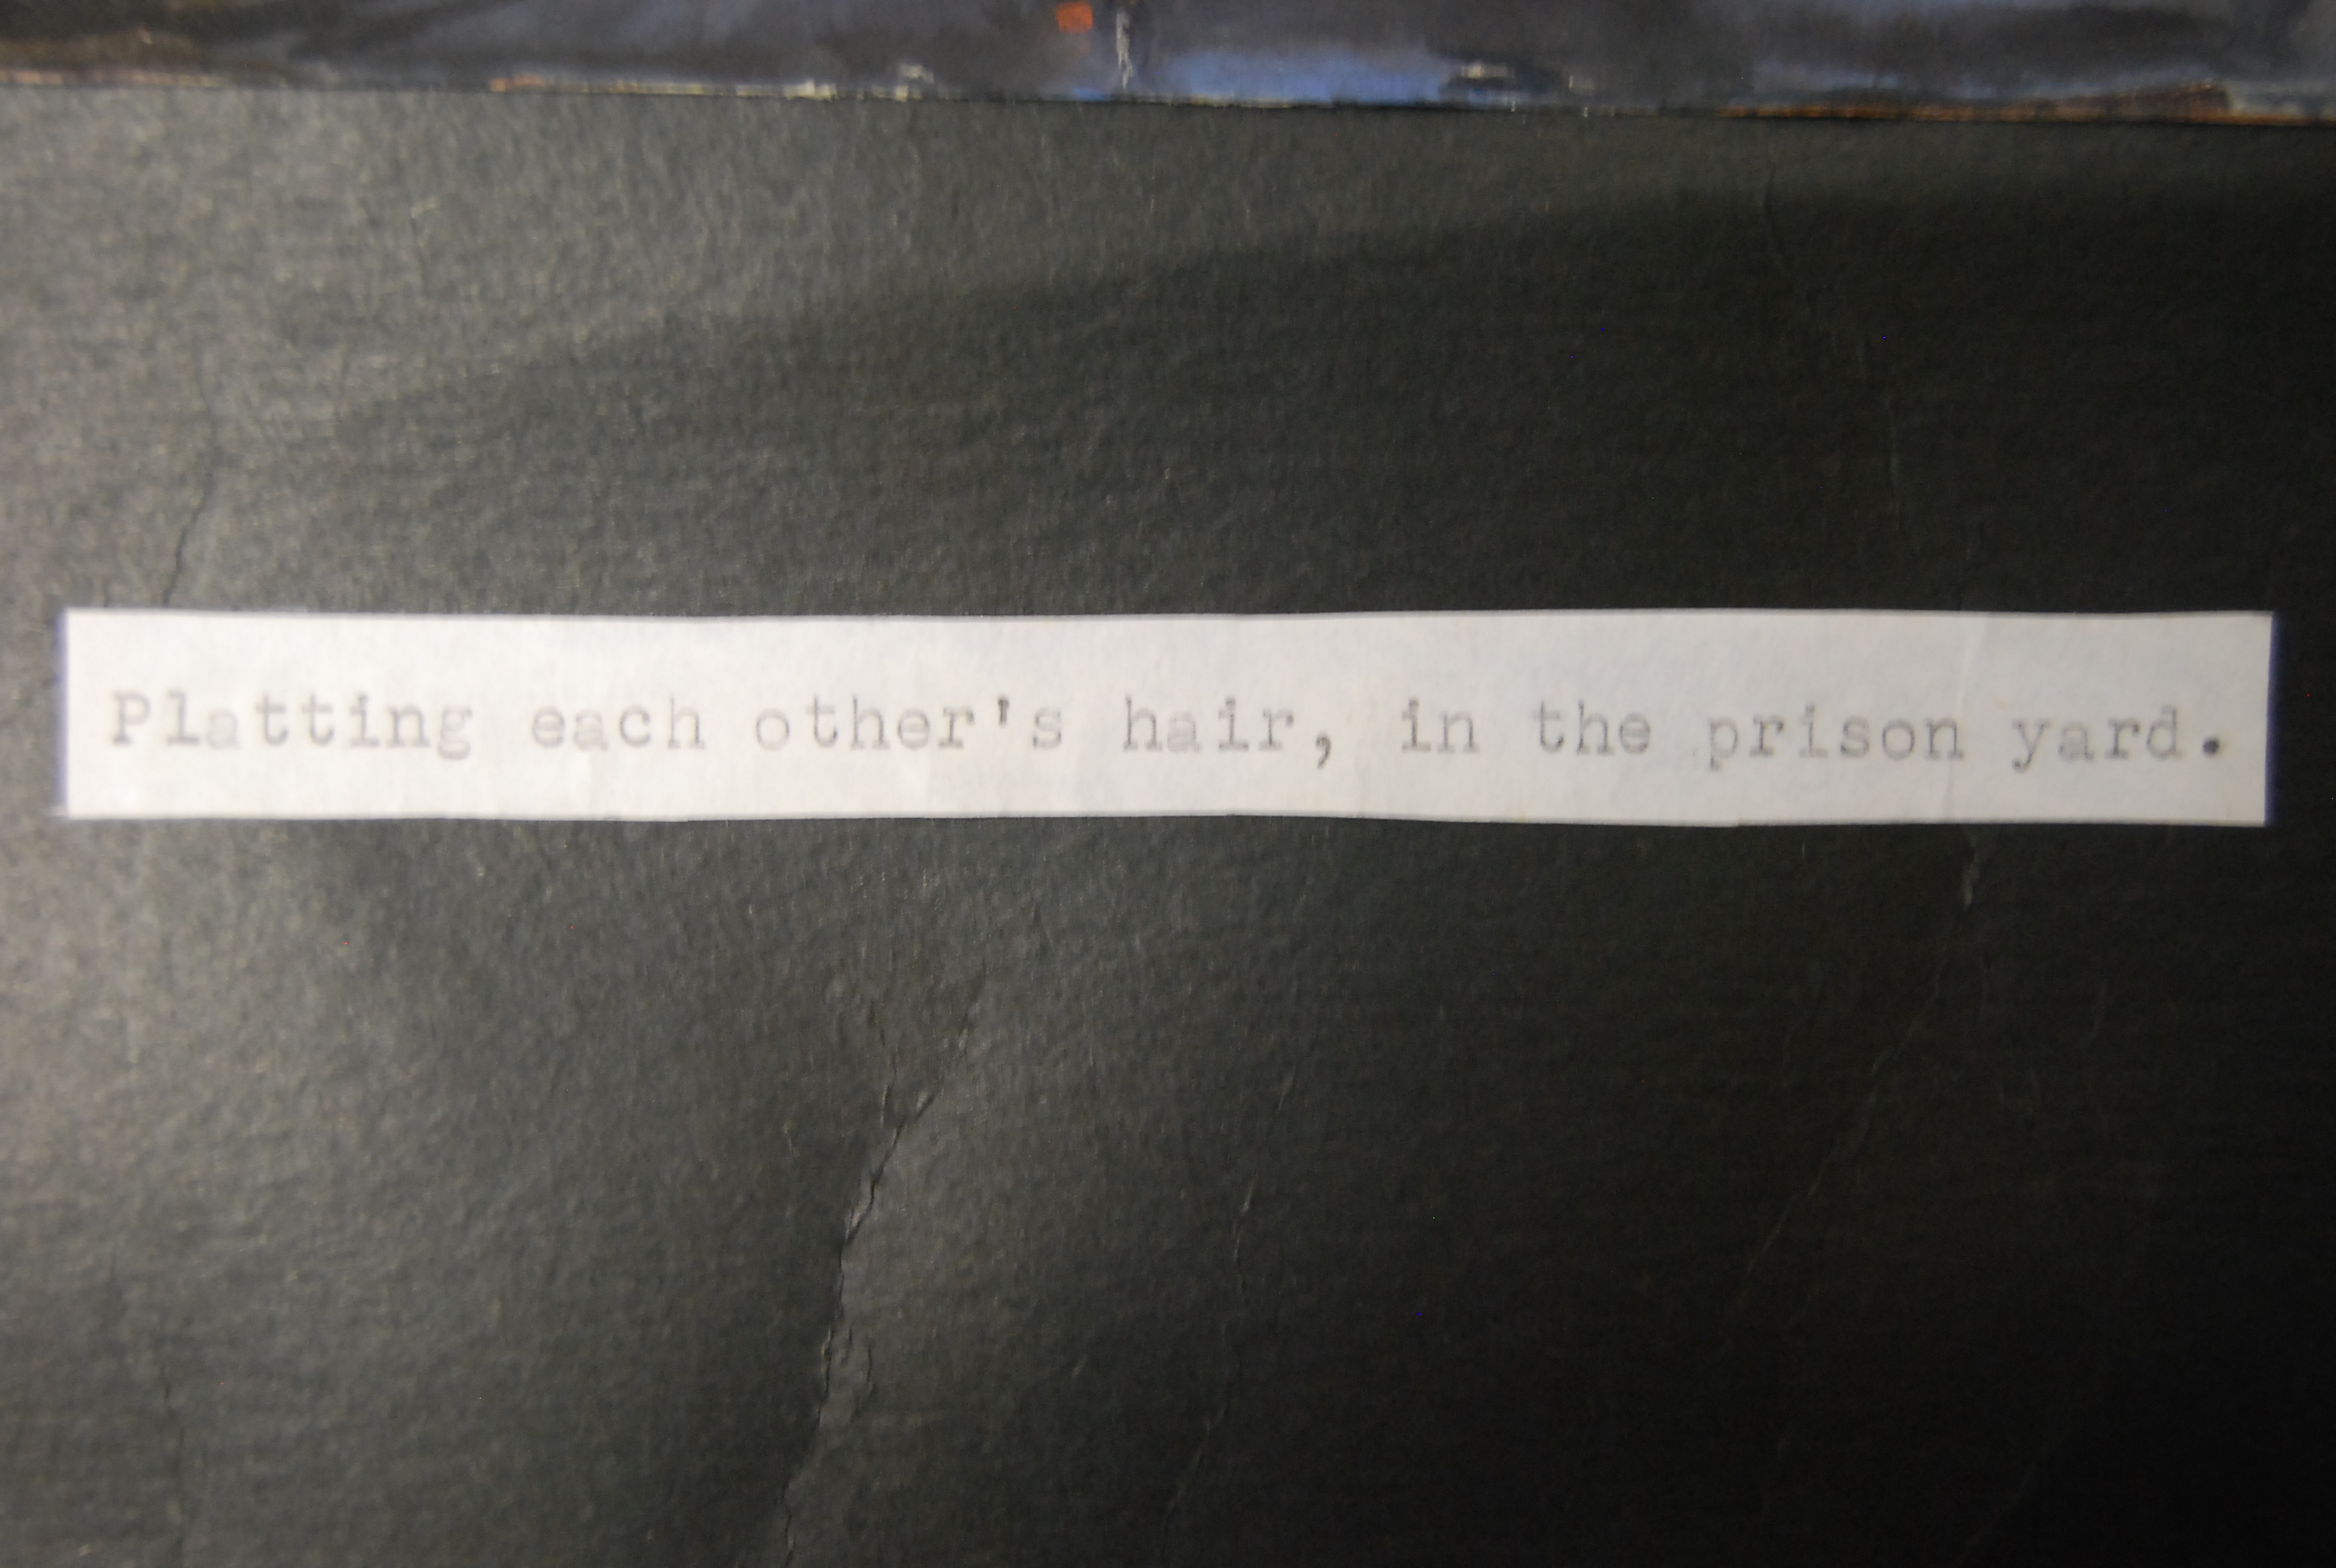 Platting each other's hair, in the prison yard.